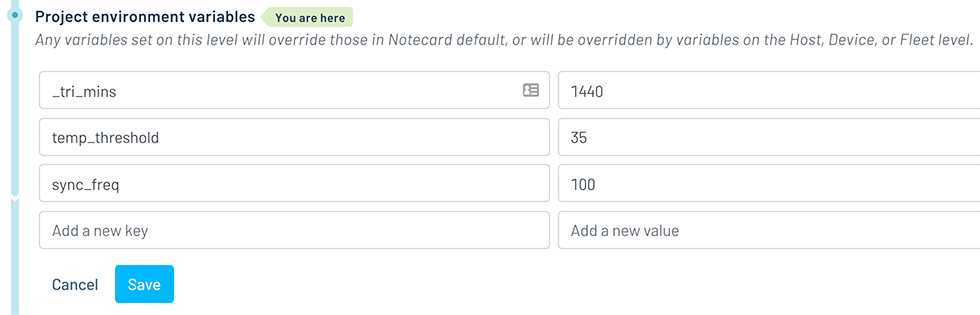 Project environment variables You are here
Any variables set on this level will override those in Notecard default, or will be overridden by variables on the Host, Device, or Fleet level.
_tri_mins 1440
temp_threshold 35
sync_freq 100
Add a new key Add a new value
Cancel Save